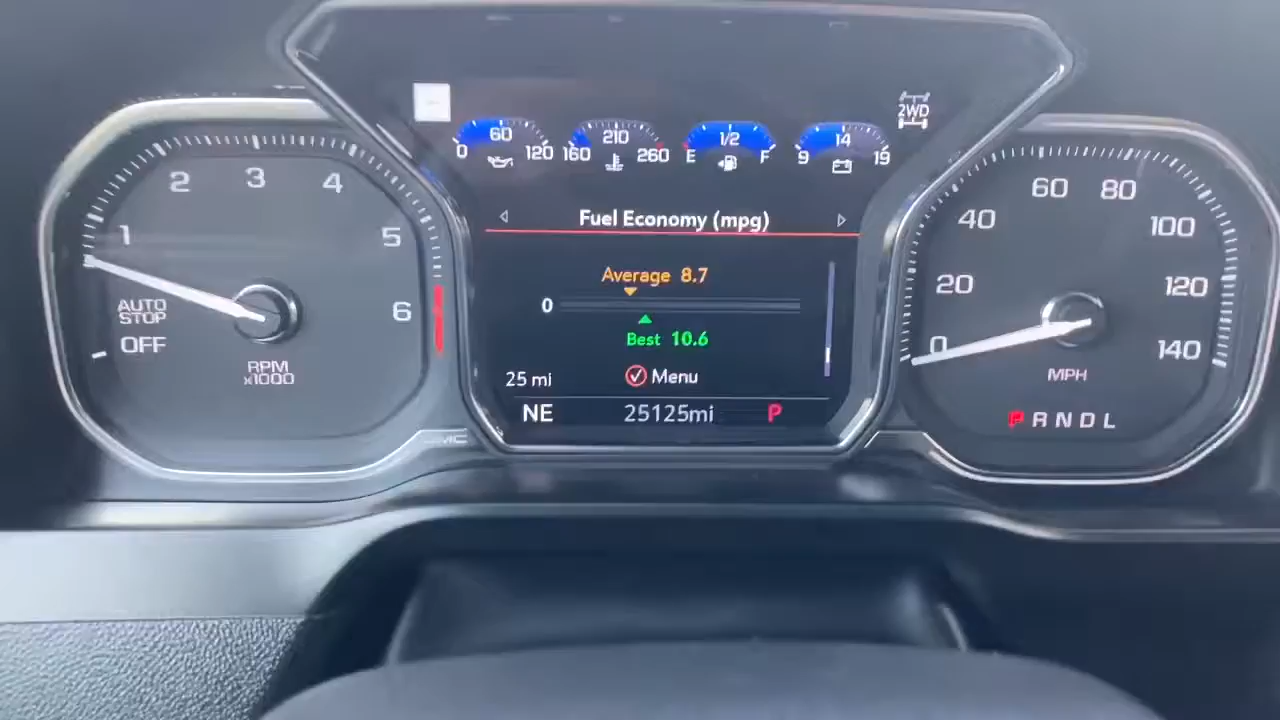 60
0 120
210
160 260
1/2
E F
14
9 19
2WD
Fuel Economy (mpg)
Average 8.7
0
Best 10.6
25 mi
Menu
NE 25125mi P
1 2 3 4 5 6
AUTO
STOP
OFF
RPM
x1000
GMC
0 20 40 60 80 100 120 140
MPH
P R N D L